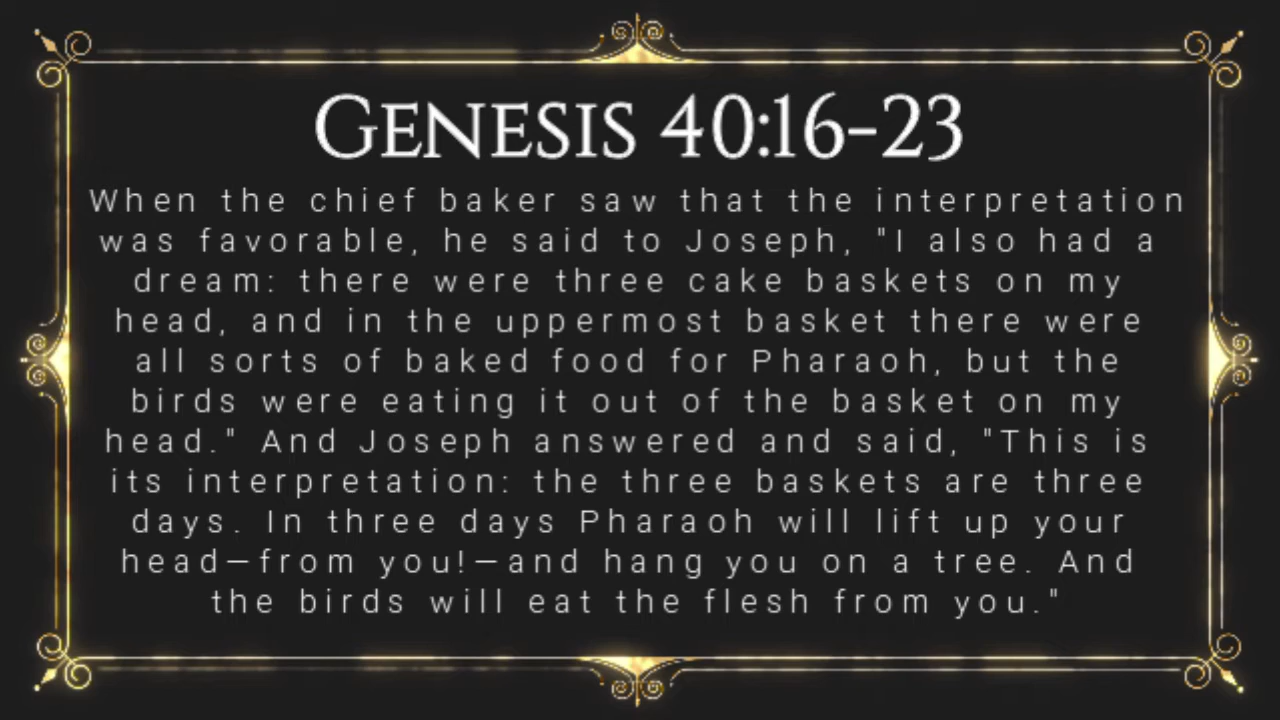 GENESIS 40:16-23
When the chief baker saw that the interpretation
was favorable, he said to Joseph, "I also had a
dream: there were three cake baskets on my
head, and in the uppermost basket there were
all sorts of baked food for Pharaoh, but the
birds were eating it out of the basket on my
head." And Joseph answered and said, "This is
its interpretation: the three baskets are three
days. In three days Pharaoh will lift up your
head—from you!—and hang you on a tree. And
the birds will eat the flesh from you."